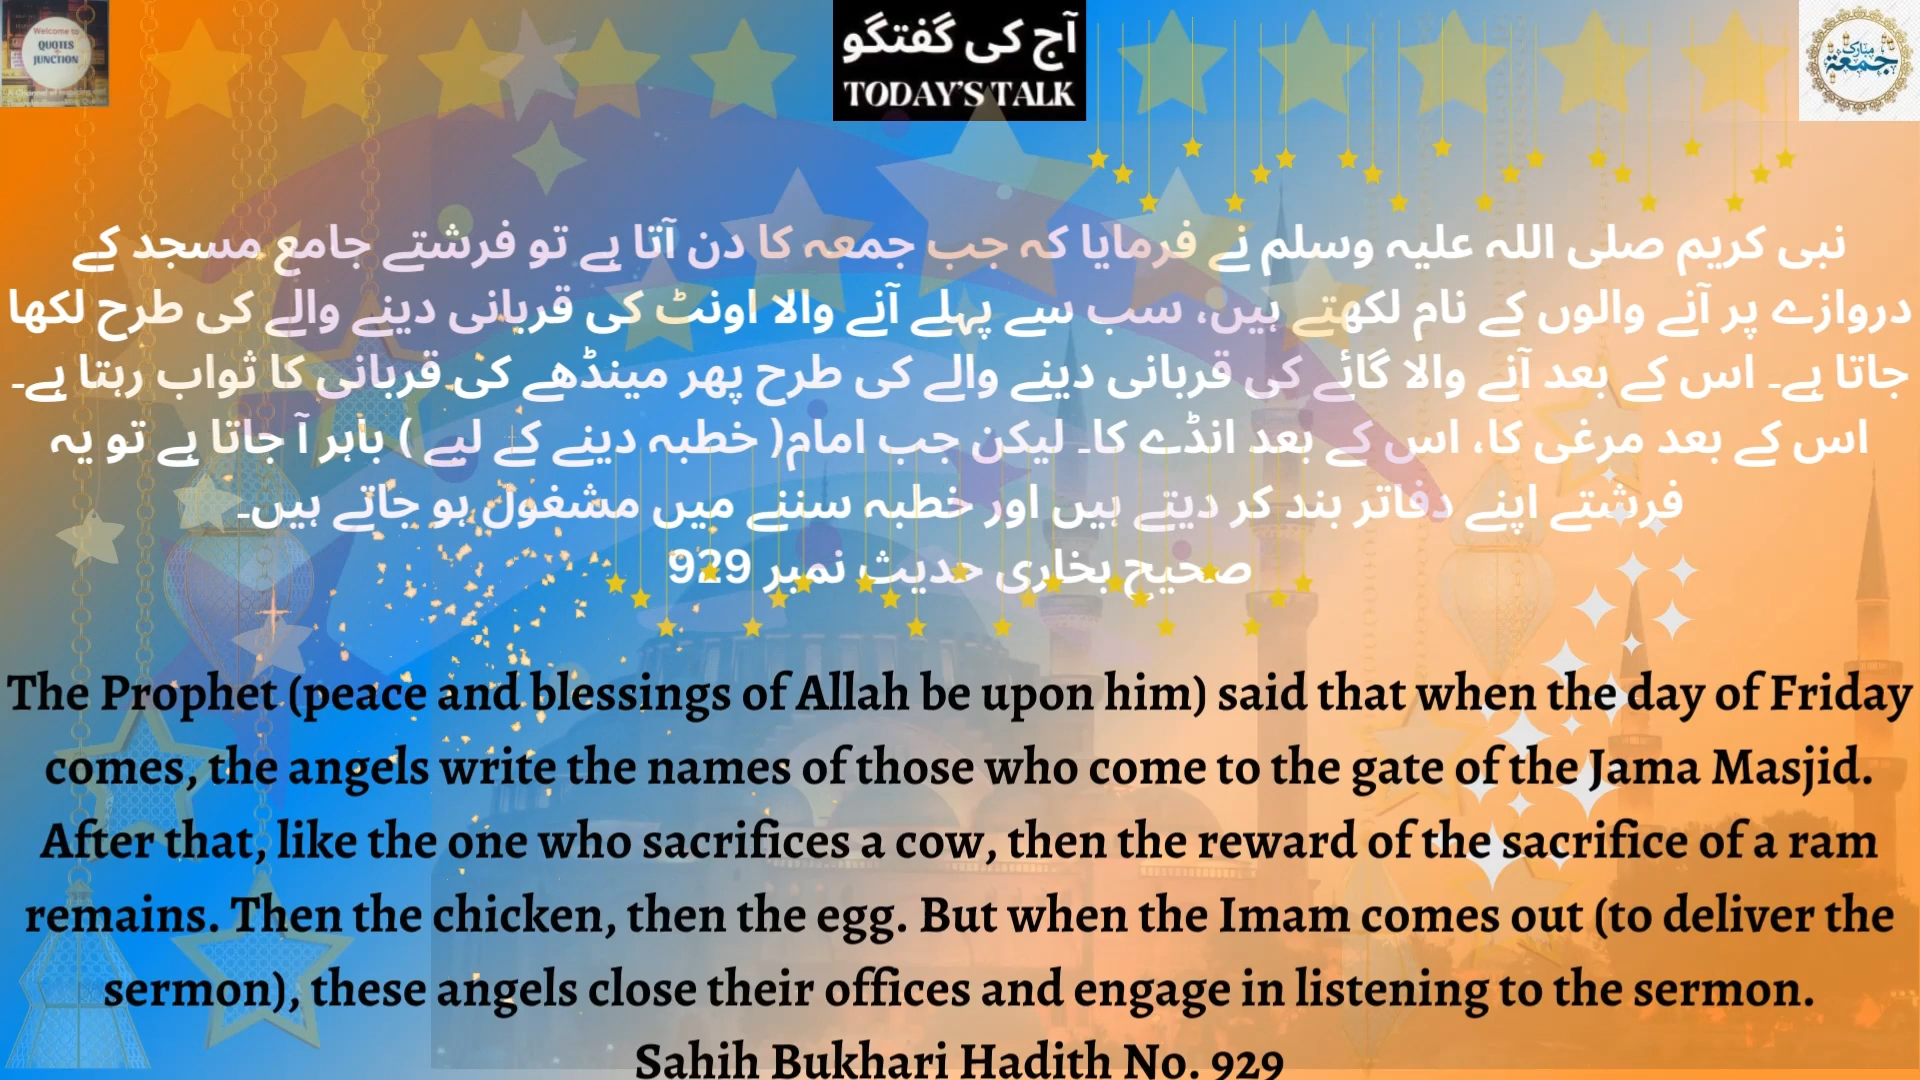 Welcome to
QUOTES
JUNCTION
آج کی گفتگو
TODAY'S TALK
جمعة
مبارك
نبی کریم صلی اللہ علیہ وسلم نے فرمایا کہ جب جمعہ کا دن آتا ہے تو فرشتے جامع مسجد کے
دروازے پر آنے والوں کے نام لکھتے ہیں، سب سے پہلے آنے والا اونٹ کی قربانی دینے والے کی طرح لکھا
جاتا ہے۔ اس کے بعد آنے والا گائے کی قربانی دینے والے کی طرح پھر مینڈھے کی قربانی کا ثواب رہتا ہے۔
اس کے بعد مرغی کا، اس کے بعد انڈے کا۔ لیکن جب امام( خطبہ دینے کے لیے ) باہر آ جاتا ہے تو یہ
فرشتے اپنے دفاتر بند کر دیتے ہیں اور خطبہ سننے میں مشغول ہو جاتے ہیں۔
صحیح بخاری حدیث نمبر 929
The Prophet (peace and blessings of Allah be upon him) said that when the day of Friday
comes, the angels write the names of those who come to the gate of the Jama Masjid.
After that, like the one who sacrifices a cow, then the reward of the sacrifice of a ram
remains. Then the chicken, then the egg. But when the Imam comes out (to deliver the
sermon), these angels close their offices and engage in listening to the sermon.
Sahih Bukhari Hadith No. 929